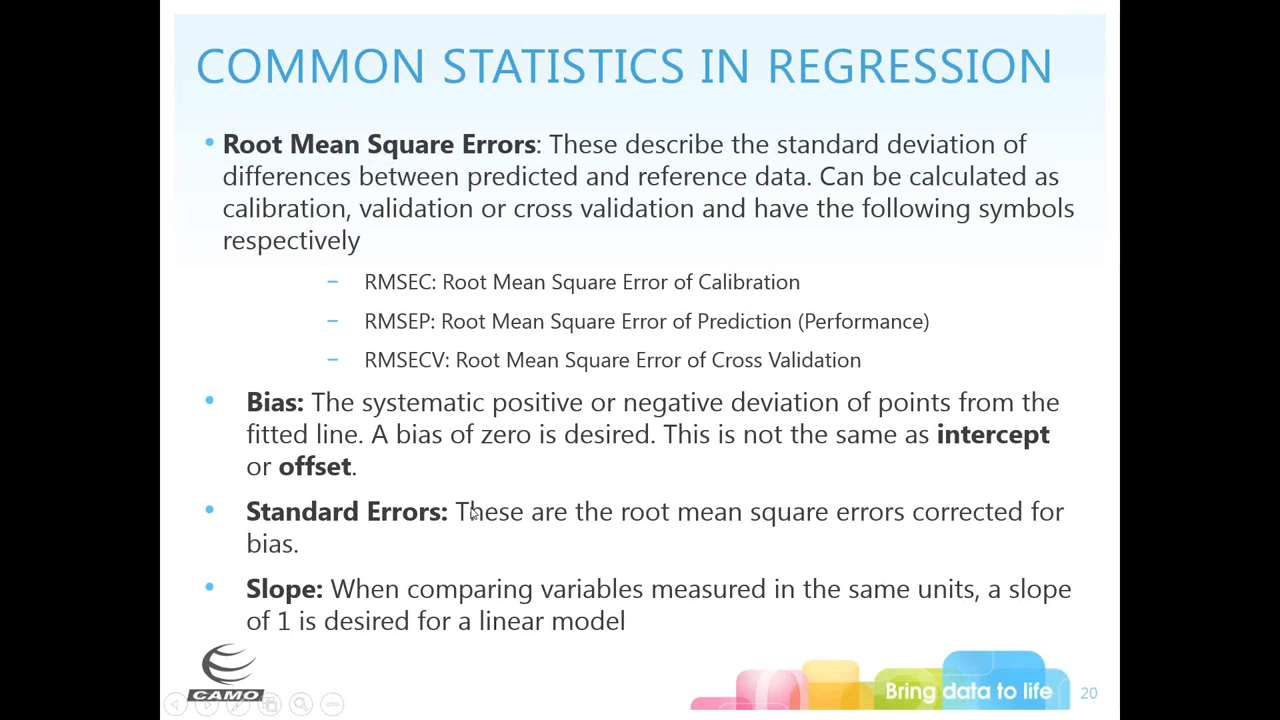 COMMON STATISTICS IN REGRESSION
• Root Mean Square Errors: These describe the standard deviation of
differences between predicted and reference data. Can be calculated as
calibration, validation or cross validation and have the following symbols
respectively
– RMSEC: Root Mean Square Error of Calibration
– RMSEP: Root Mean Square Error of Prediction (Performance)
– RMSECV: Root Mean Square Error of Cross Validation
• Bias: The systematic positive or negative deviation of points from the
fitted line. A bias of zero is desired. This is not the same as intercept
or offset.
• Standard Errors: These are the root mean square errors corrected for
bias.
• Slope: When comparing variables measured in the same units, a slope
of 1 is desired for a linear model
CAMO
Bring data to life
20